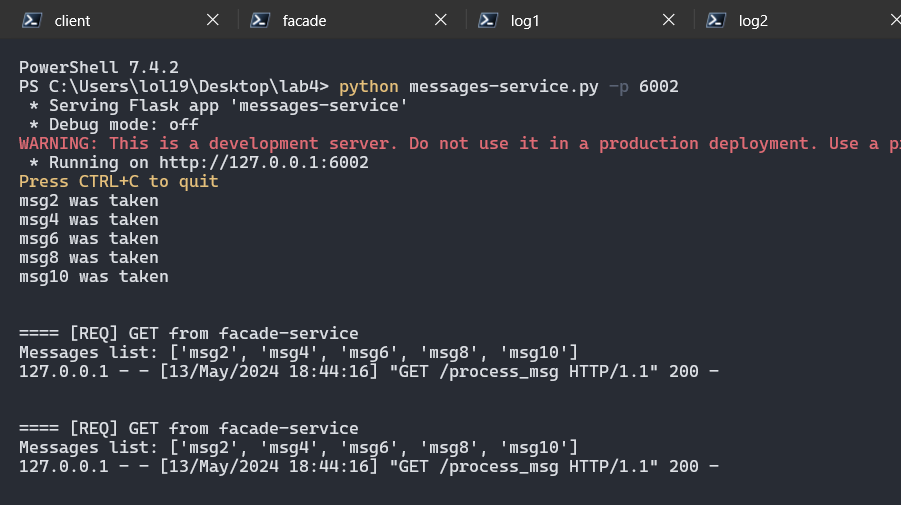 client
facade
log1
log2
PowerShell 7.4.2
PS C:\Users\lol19\Desktop\lab4> python messages-service.py -p 6002
* Serving Flask app 'messages-service'
* Debug mode: off
WARNING: This is a development server. Do not use it in a production deployment. Use a
* Running on http://127.0.0.1:6002
Press CTRL+C to quit
msg2 was taken
msg4 was taken
msg6 was taken
msg8 was taken
msg10 was taken
==== [REQ] GET from facade-service
Messages list: ['msg2', 'msg4', 'msg6', 'msg8', 'msg10']
127.0.0.1 - - [13/May/2024 18:44:16] "GET /process_msg HTTP/1.1" 200 -
==== [REQ] GET from facade-service
Messages list: ['msg2', 'msg4', 'msg6', 'msg8', 'msg10']
127.0.0.1 - - [13/May/2024 18:44:16] "GET /process_msg HTTP/1.1" 200 -